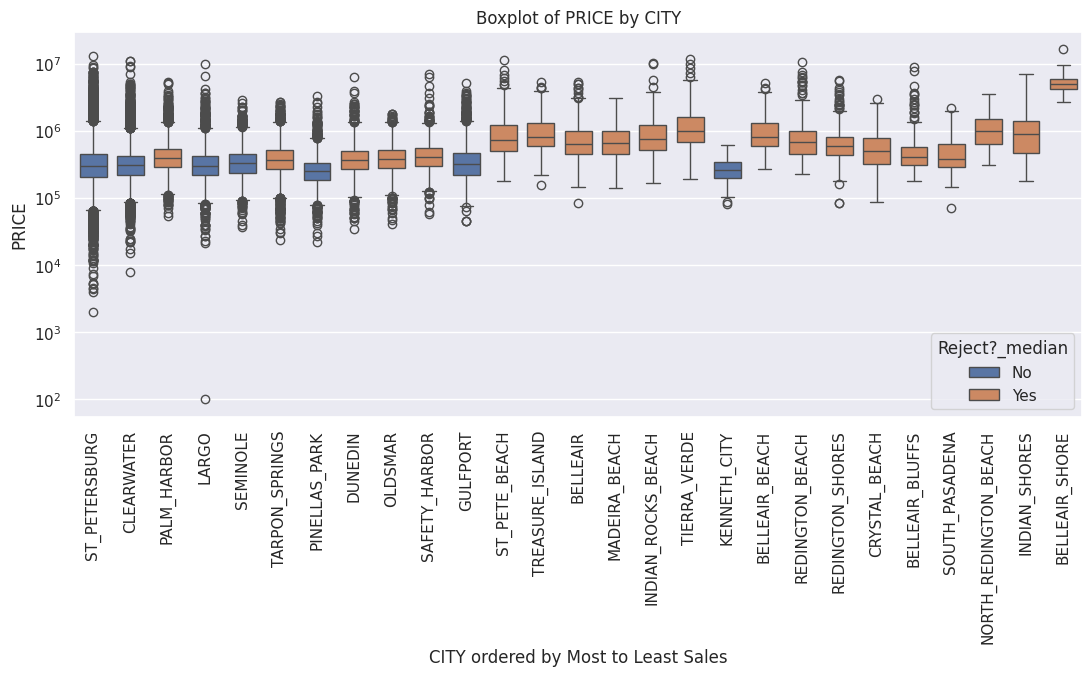 Boxplot of PRICE by CITY
PRICE
10^7
10^6
10^5
10^4
10^3
10^2
Reject?_median
No
Yes
ST_PETERSBURG
CLEARWATER
PALM_HARBOR
LARGO
SEMINOLE
TARPON_SPRINGS
PINELLAS_PARK
DUNEDIN
OLDSMAR
SAFETY_HARBOR
GULFPORT
ST_PETE_BEACH
TREASURE_ISLAND
BELLEAIR
MADEIRA_BEACH
INDIAN_ROCKS_BEACH
TIERRA_VERDE
KENNETH_CITY
BELLEAIR_BEACH
REDINGTON_BEACH
REDINGTON_SHORES
CRYSTAL_BEACH
BELLEAIR_BLUFFS
SOUTH_PASADENA
NORTH_REDINGTON_BEACH
INDIAN_SHORES
BELLEAIR_SHORE
CITY ordered by Most to Least Sales